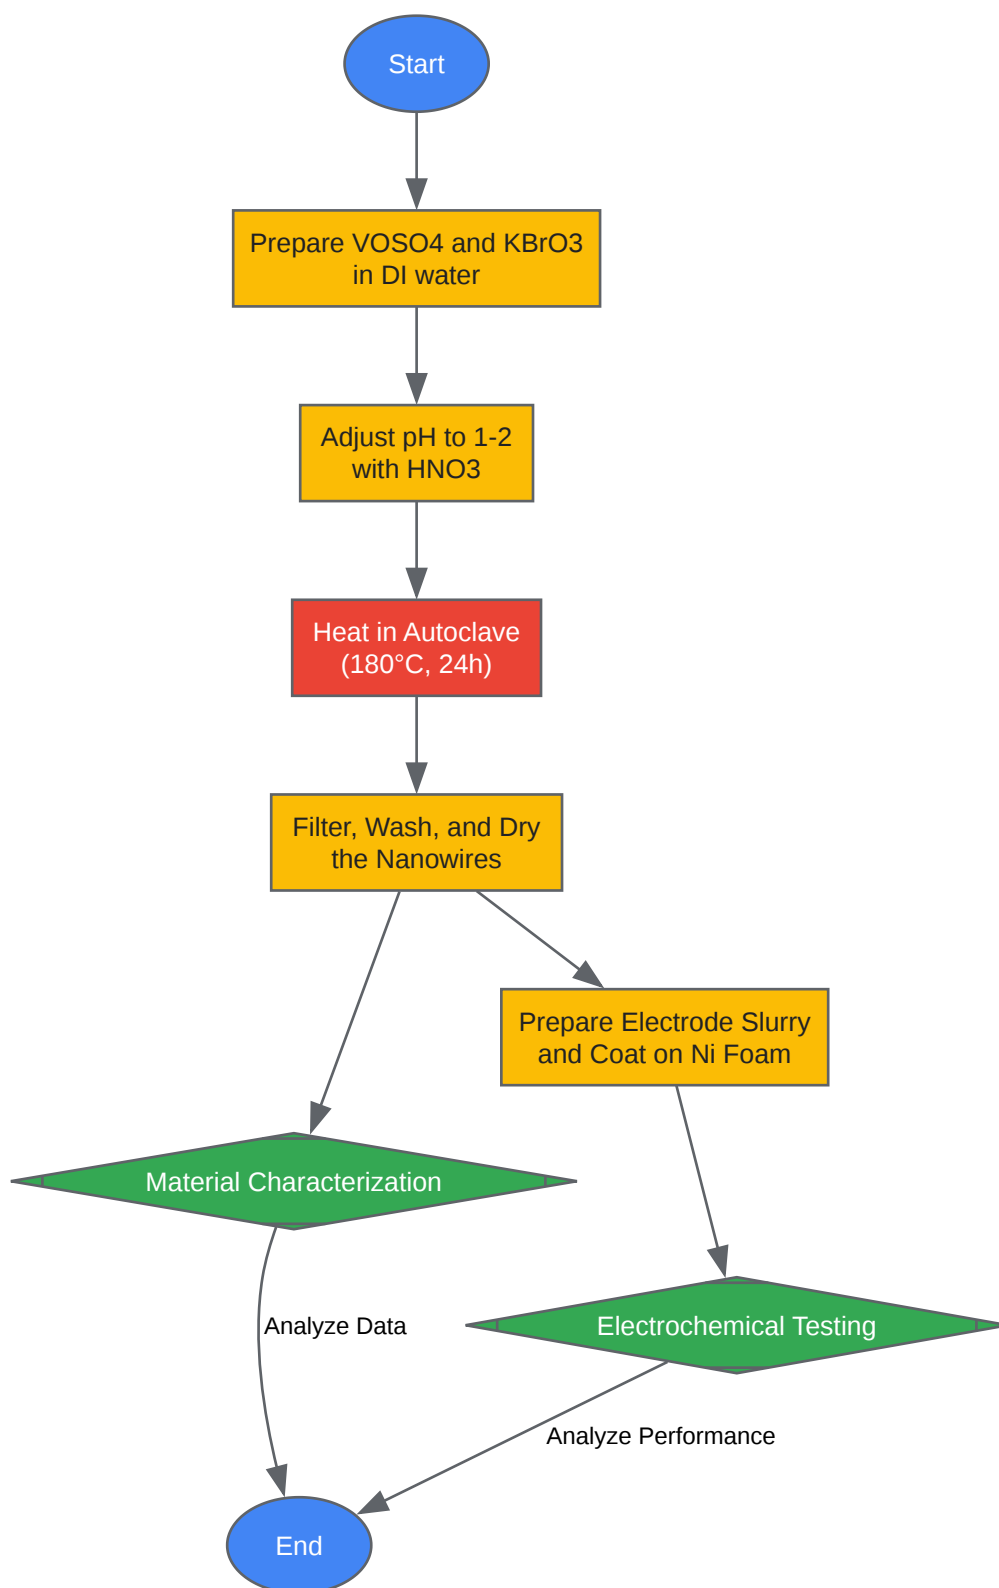 Start
Prepare VOSO4 and KBrO3
in DI water
Adjust pH to 1-2
with HNO3
Heat in Autoclave
(180°C, 24h)
Filter, Wash, and Dry
the Nanowires
Prepare Electrode Slurry
and Coat on Ni Foam
Material Characterization
Electrochemical Testing
Analyze Data
Analyze Performance
End